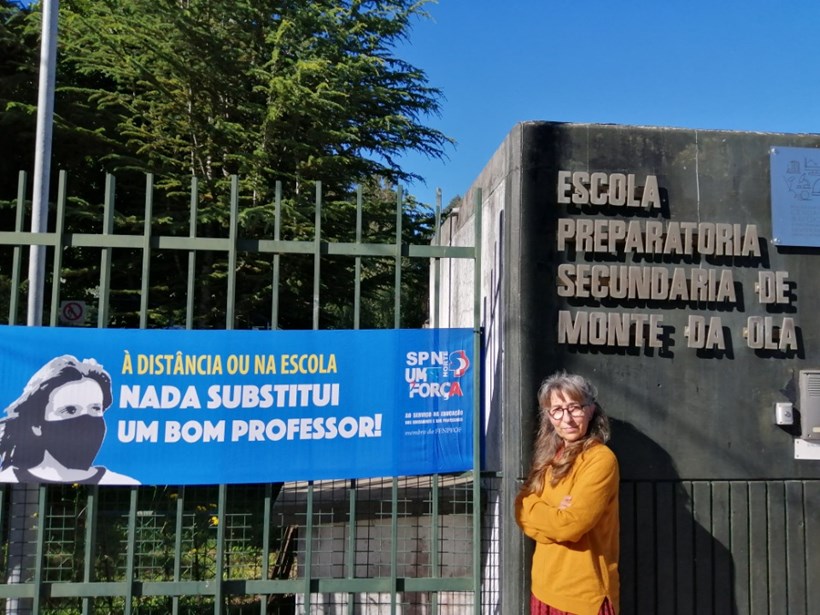 À DISTÂNCIA OU NA ESCOLA
NADA SUBSTITUI
UM BOM PROFESSOR!
SPN
UMA
FORÇA
ESCOLA
PREPARATORIA
SECUNDARIA DE
MONTE DA OLA